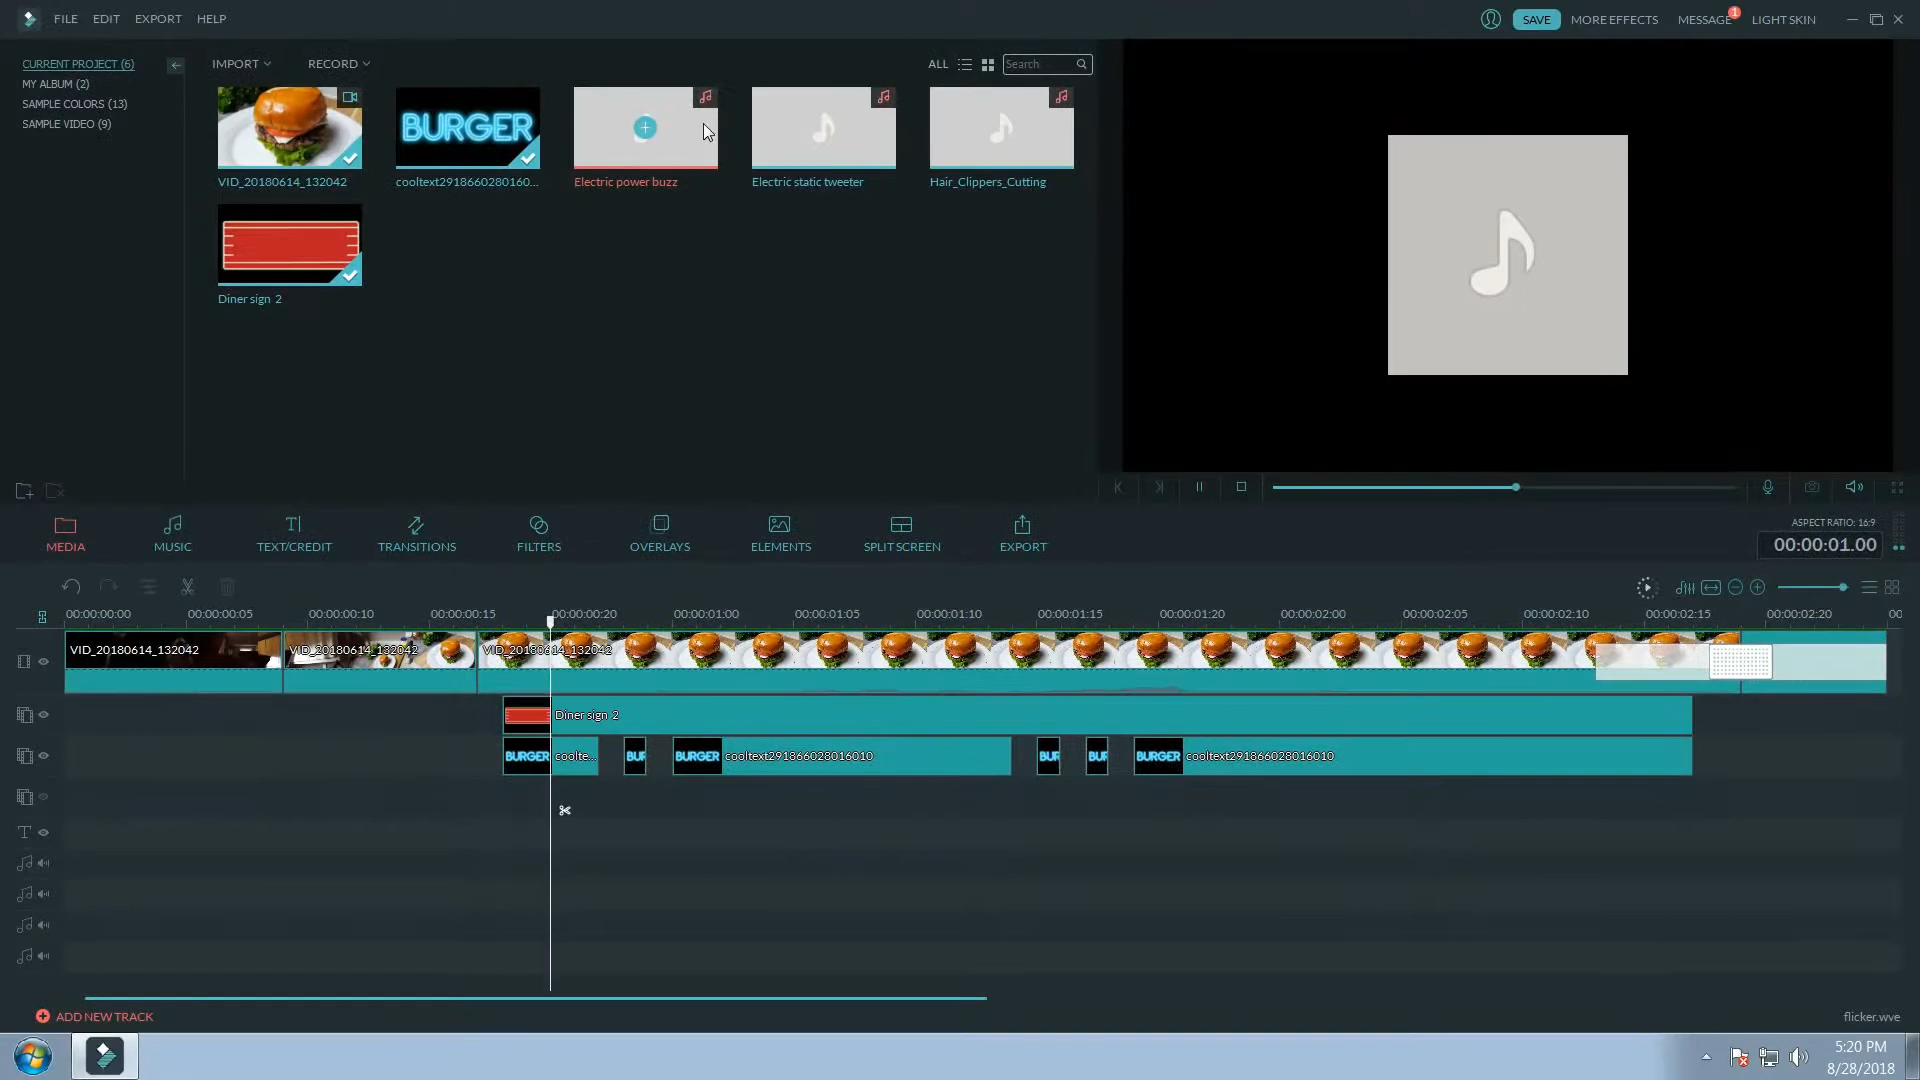 FILE EDIT EXPORT HELP
SAVE MORE EFFECTS MESSAGE 1 LIGHT SKIN
CURRENT PROJECT (6)
MY ALBUM (2)
SAMPLE COLORS (13)
SAMPLE VIDEO (9)
IMPORT RECORD ALL Search
BURGER
VID_20180614_132042 cooltext2918660280160... Electric power buzz Electric static tweeter Hair_Clippers_Cutting
Diner sign 2
ASPECT RATIO: 16:9
00:00:01.00
MEDIA MUSIC TEXT/CREDIT TRANSITIONS FILTERS OVERLAYS ELEMENTS SPLIT SCREEN EXPORT
00:00:00:00 00:00:00:05 00:00:00:10 00:00:00:15 00:00:00:20 00:00:01:00 00:00:01:05 00:00:01:10 00:00:01:15 00:00:01:20 00:00:02:00 00:00:02:05 00:00:02:10 00:00:02:15 00:00:02:20 00
VID_20180614_132042 VID_20180614_132042 VID_20180614_132042
Diner sign 2
BURGER coolte... BUR BURGER cooltext291866028016010 BUR BUR BURGER cooltext291866028016010
T
ADD NEW TRACK
flicker.wve
5:20 PM
8/28/2018